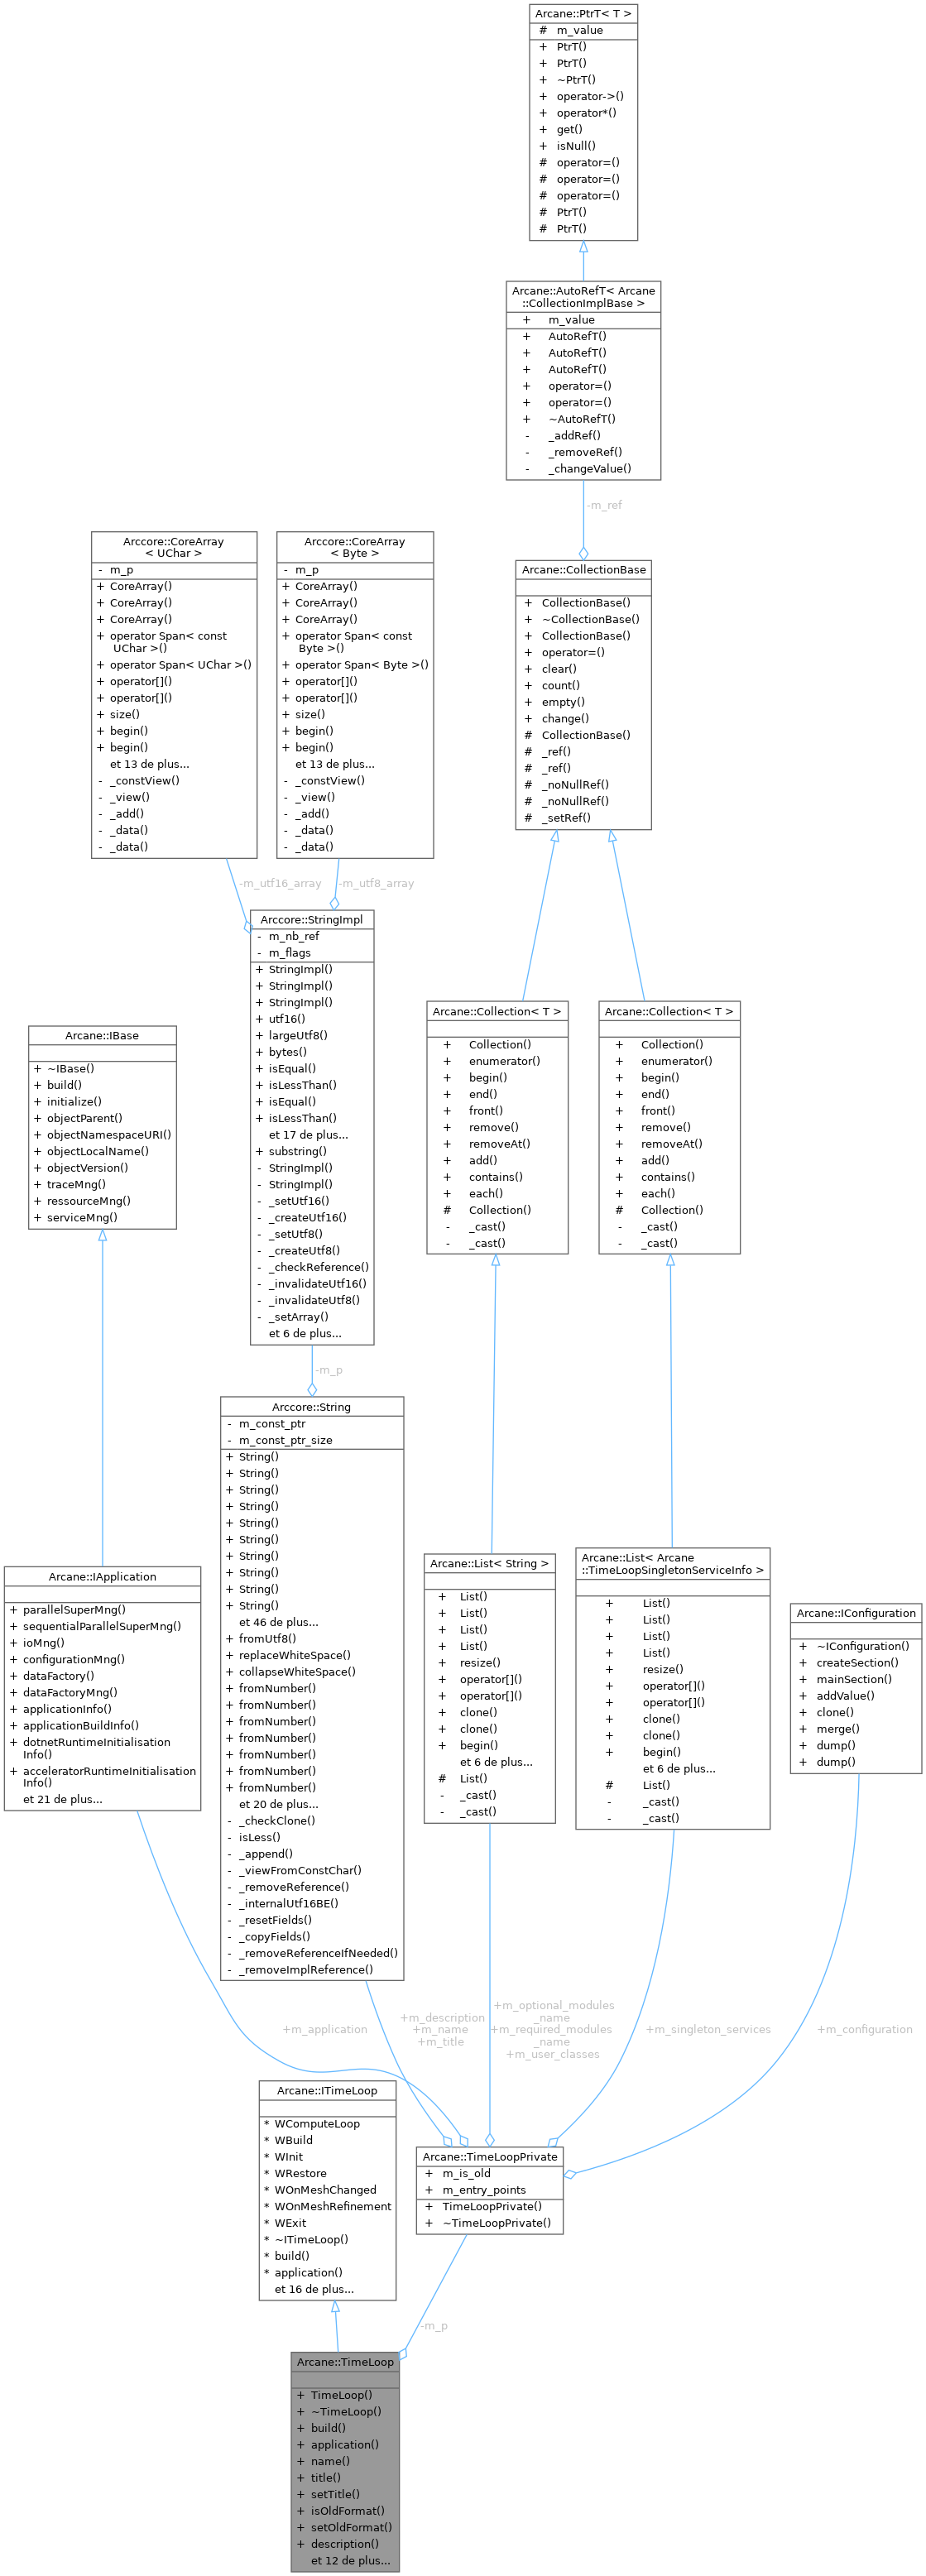 Arcane::PtrT< T >
# m_value
+ PtrT()
+ PtrT()
+ ~PtrT()
+ operator->()
+ operator*()
+ get()
+ isNull()
# operator=()
# operator=()
# operator=()
# PtrT()
# PtrT()
Arcane::AutoRefT< Arcane
::CollectionImplBase >
+ m_value
+ AutoRefT()
+ AutoRefT()
+ AutoRefT()
+ operator=()
+ operator=()
+ ~AutoRefT()
- _addRef()
- _removeRef()
- _changeValue()
-m_ref
Arccore::CoreArray
< UChar >
- m_p
+ CoreArray()
+ CoreArray()
+ CoreArray()
+ operator Span< const
UChar >()
+ operator Span< UChar >()
+ operator[]()
+ operator[]()
+ size()
+ begin()
+ begin()
et 13 de plus...
- _constView()
- _view()
- _add()
- _data()
- _data()
Arccore::CoreArray
< Byte >
- m_p
+ CoreArray()
+ CoreArray()
+ CoreArray()
+ operator Span< const
Byte >()
+ operator Span< Byte >()
+ operator[]()
+ operator[]()
+ size()
+ begin()
+ begin()
et 13 de plus...
- _constView()
- _view()
- _add()
- _data()
- _data()
Arcane::CollectionBase
+ CollectionBase()
+ ~CollectionBase()
+ CollectionBase()
+ operator=()
+ clear()
+ count()
+ empty()
+ change()
# CollectionBase()
# _ref()
# _ref()
# _noNullRef()
# _noNullRef()
# _setRef()
-m_utf16_array
-m_utf8_array
Arccore::StringImpl
- m_nb_ref
- m_flags
+ StringImpl()
+ StringImpl()
+ StringImpl()
+ utf16()
+ largeUtf8()
+ bytes()
+ isEqual()
+ isLessThan()
+ isEqual()
+ isLessThan()
et 17 de plus...
+ substring()
- StringImpl()
- StringImpl()
- _setUtf16()
- _createUtf16()
- _setUtf8()
- _createUtf8()
- _checkReference()
- _invalidateUtf16()
- _invalidateUtf8()
- _setArray()
et 6 de plus...
Arcane::Collection< T >
+ Collection()
+ enumerator()
+ begin()
+ end()
+ front()
+ remove()
+ removeAt()
+ add()
+ contains()
+ each()
# Collection()
- _cast()
- _cast()
Arcane::Collection< T >
+ Collection()
+ enumerator()
+ begin()
+ end()
+ front()
+ remove()
+ removeAt()
+ add()
+ contains()
+ each()
# Collection()
- _cast()
- _cast()
Arcane::IBase
+ ~IBase()
+ build()
+ initialize()
+ objectParent()
+ objectNamespaceURI()
+ objectLocalName()
+ objectVersion()
+ traceMng()
+ ressourceMng()
+ serviceMng()
-m_p
Arccore::String
- m_const_ptr
- m_const_ptr_size
+ String()
+ String()
+ String()
+ String()
+ String()
+ String()
+ String()
+ String()
+ String()
+ String()
et 46 de plus...
+ fromUtf8()
+ replaceWhiteSpace()
+ collapseWhiteSpace()
+ fromNumber()
+ fromNumber()
+ fromNumber()
+ fromNumber()
+ fromNumber()
+ fromNumber()
+ fromNumber()
et 20 de plus...
- _checkClone()
- isLess()
- _append()
- _viewFromConstChar()
- _removeReference()
- _internalUtf16BE()
- _resetFields()
- _copyFields()
- _removeReferenceIfNeeded()
- _removeImplReference()
Arcane::IApplication
+ parallelSuperMng()
+ sequentialParallelSuperMng()
+ ioMng()
+ configurationMng()
+ dataFactory()
+ dataFactoryMng()
+ applicationInfo()
+ applicationBuildInfo()
+ dotnetRuntimeInitialisation
Info()
+ acceleratorRuntimeInitialisation
Info()
et 21 de plus...
Arcane::List< String >
+ List()
+ List()
+ List()
+ List()
+ resize()
+ operator[]()
+ operator[]()
+ clone()
+ clone()
+ begin()
et 6 de plus...
# List()
- _cast()
- _cast()
Arcane::List< Arcane
::TimeLoopSingletonServiceInfo >
+ List()
+ List()
+ List()
+ List()
+ resize()
+ operator[]()
+ operator[]()
+ clone()
+ clone()
+ begin()
et 6 de plus...
# List()
- _cast()
- _cast()
Arcane::IConfiguration
+ ~IConfiguration()
+ createSection()
+ mainSection()
+ addValue()
+ clone()
+ merge()
+ dump()
+ dump()
+m_application
+m_description
+m_name
+m_title
+m_optional_modules
_name
+m_required_modules
_name
+m_user_classes
+m_singleton_services
+m_configuration
Arcane::ITimeLoop
* WComputeLoop
* WBuild
* WInit
* WRestore
* WOnMeshChanged
* WOnMeshRefinement
* WExit
* ~ITimeLoop()
* build()
* application()
et 16 de plus...
Arcane::TimeLoopPrivate
+ m_is_old
+ m_entry_points
+ TimeLoopPrivate()
+ ~TimeLoopPrivate()
-m_p
Arcane::TimeLoop
+ TimeLoop()
+ ~TimeLoop()
+ build()
+ application()
+ name()
+ title()
+ setTitle()
+ isOldFormat()
+ setOldFormat()
+ description()
et 12 de plus...